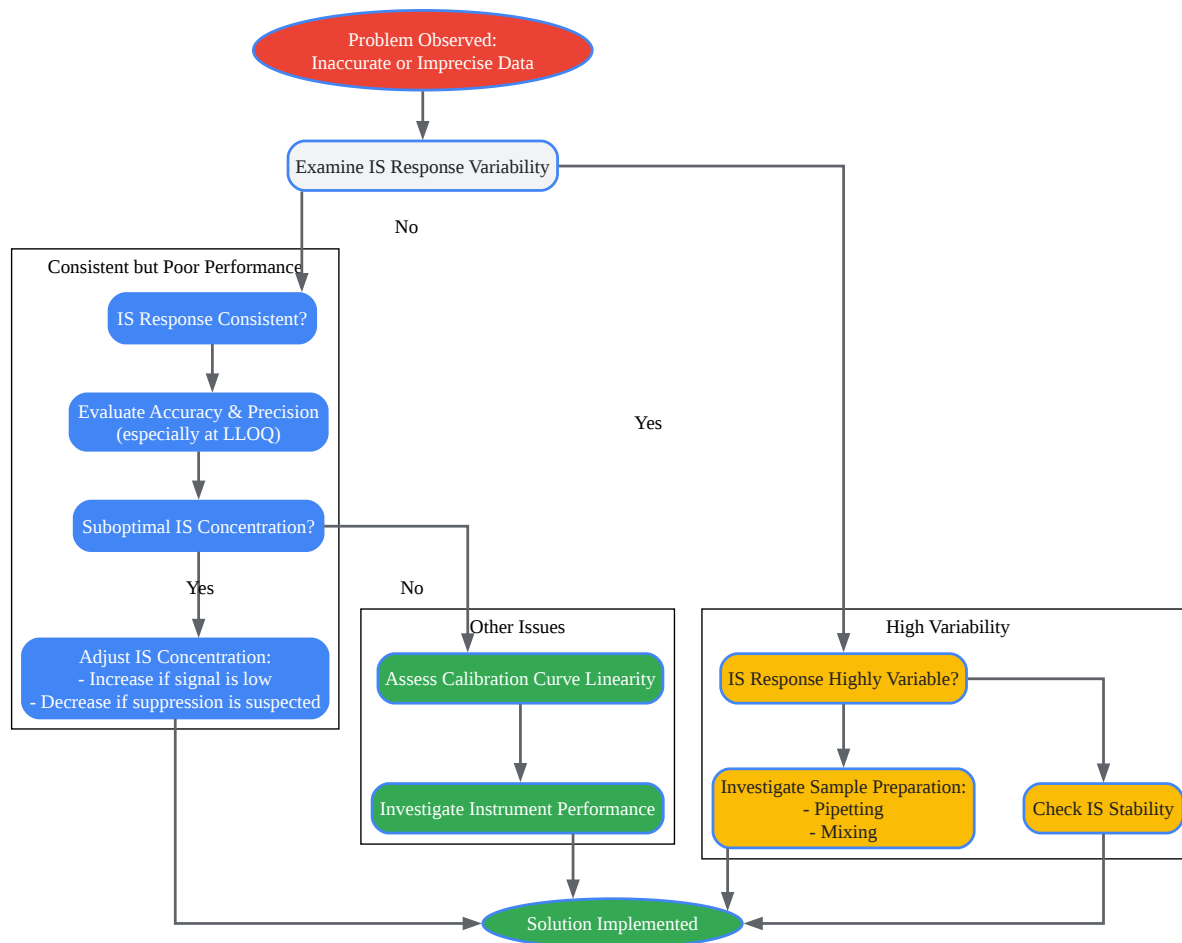 Problem Observed:
Inaccurate or Imprecise Data
Examine IS Response Variability
No
Consistent but Poor Performance
IS Response Consistent?
Evaluate Accuracy & Precision
(especially at LLOQ)
Yes
Suboptimal IS Concentration?
Yes
No
Adjust IS Concentration:
- Increase if signal is low
- Decrease if suppression is suspected
Other Issues
Assess Calibration Curve Linearity
Investigate Instrument Performance
High Variability
IS Response Highly Variable?
Investigate Sample Preparation:
- Pipetting
- Mixing
Check IS Stability
Solution Implemented